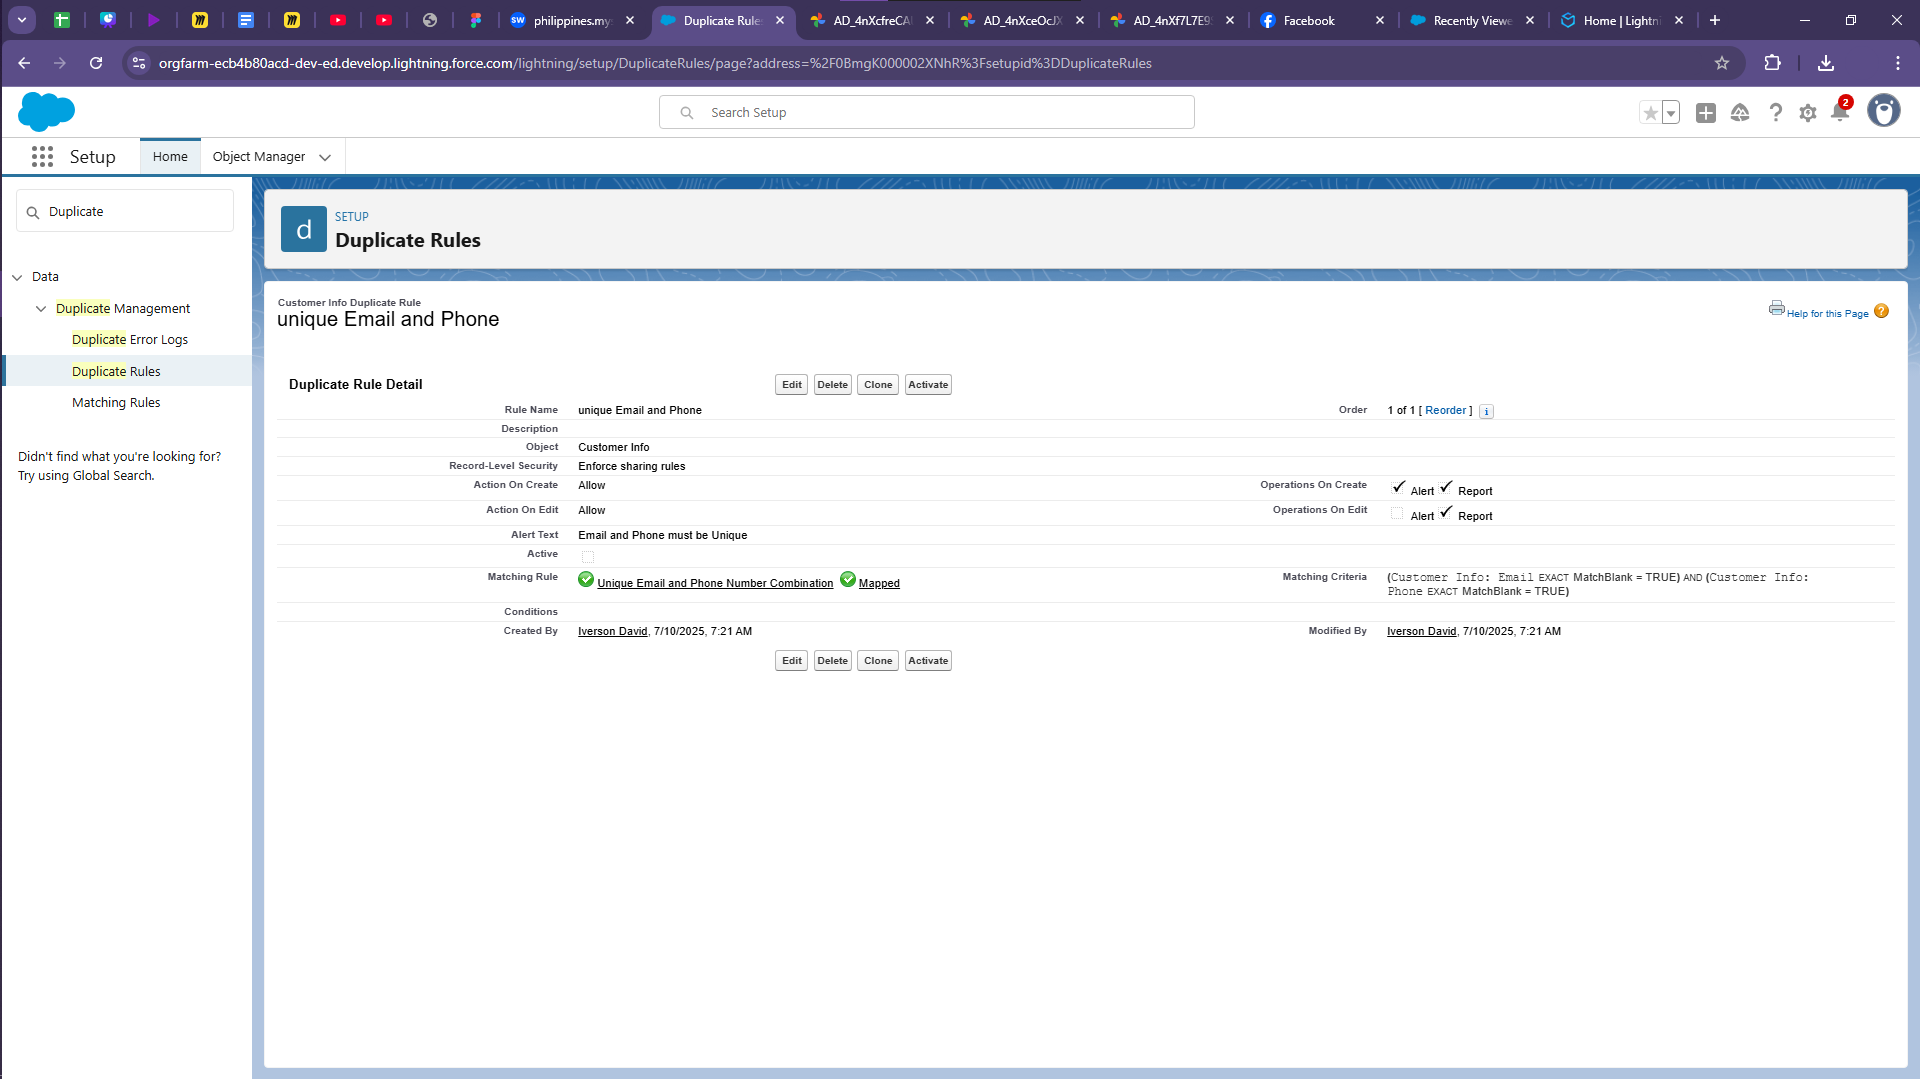 philippines.my
Duplicate Rules
AD_4nXcfreCA
AD_4nXceOcJX
AD_4nXf7L7E9
Facebook
Recently Viewe
Home | Lightni
orgfarm-ecb4b80acd-dev-ed.develop.lightning.force.com/lightning/setup/DuplicateRules/page?address=%2F0BmgK000002XNhR%3Fsetupid%3DDuplicateRules
Search Setup
2
Setup
Home
Object Manager
Duplicate
Data
Duplicate Management
Duplicate Error Logs
Duplicate Rules
Matching Rules
Didn't find what you're looking for?
Try using Global Search.
d
SETUP
Duplicate Rules
Customer Info Duplicate Rule
unique Email and Phone
Help for this Page ?
Duplicate Rule Detail
Edit Delete Clone Activate
Rule Name unique Email and Phone Order 1 of 1 [ Reorder ] i
Description
Object Customer Info
Record-Level Security Enforce sharing rules
Action On Create Allow Operations On Create Alert Report
Action On Edit Allow Operations On Edit Alert Report
Alert Text Email and Phone must be Unique
Active
Matching Rule Unique Email and Phone Number Combination Mapped Matching Criteria (Customer Info: Email EXACT MatchBlank = TRUE) AND (Customer Info:
Phone EXACT MatchBlank = TRUE)
Conditions
Created By Iverson David, 7/10/2025, 7:21 AM Modified By Iverson David, 7/10/2025, 7:21 AM
Edit Delete Clone Activate